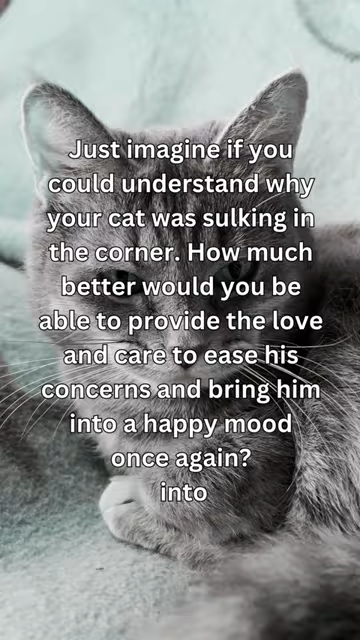 Just imagine if you
could understand why
your cat was sulking in
the corner. How much
better would you be
able to provide the love
and care to ease his
concerns and bring him
into a happy mood
once again?
into